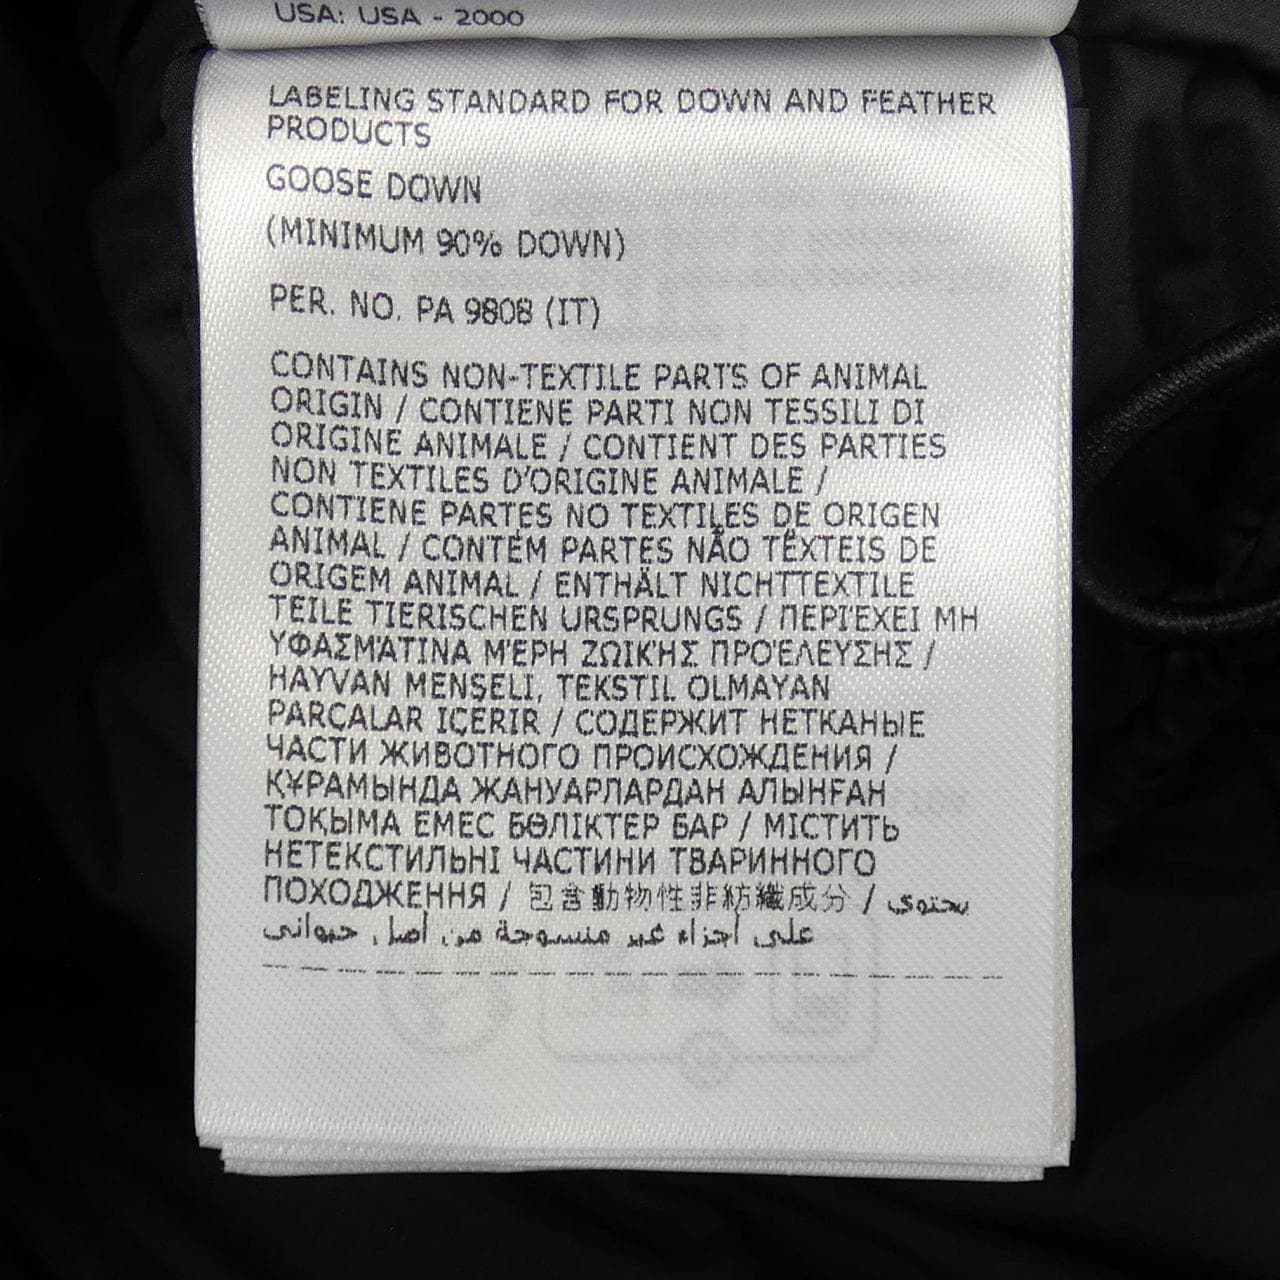 USA: USA - 2000
LABELING STANDARD FOR DOWN AND FEATHER
PRODUCTS
GOOSE DOWN
(MINIMUM 90% DOWN)
PER. NO. PA 9808 (IT)
CONTAINS NON-TEXTILE PARTS OF ANIMAL
ORIGIN / CONTIENE PARTI NON TESSILI DI
ORIGINE ANIMALE / CONTIENT DES PARTIES
NON TEXTILES D'ORIGINE ANIMALE /
CONTIENE PARTES NO TEXTILES DE ORIGEN
ANIMAL / CONTÉM PARTES NÃO TÊXTEIS DE
ORIGEM ANIMAL / ENTHÄLT NICHTTEXTILE
TEILE TIERISCHEN URSPRUNGS / ΠΕΡΙΈΧΕΙ ΜΗ
ΥΦΑΣΜΆΤΙΝΑ ΜΈΡΗ ΖΩΙΚΉΣ ΠΡΟΈΛΕΥΣΗΣ /
HAYVAN MENŞELİ, TEKSTIL OLMAYAN
PARÇALAR IÇERIR / СОДЕРЖИТ НЕТКАНЫЕ
ЧАСТИ ЖИВОТНОГО ПРОИСХОЖДЕНИЯ /
ҚҰРАМЫНДА ЖАНУАРЛАРДАН АЛЫНҒАН
ТОҚЫМА ЕМЕС БӨЛІКТЕР БАР / МІСТИТЬ
НЕТЕКСТИЛЬНІ ЧАСТИНИ ТВАРИННОГО
ПОХОДЖЕННЯ / 包含動物性非紡織成分 / يحتوي
على أجزاء غير منسوجة من أصل حيواني